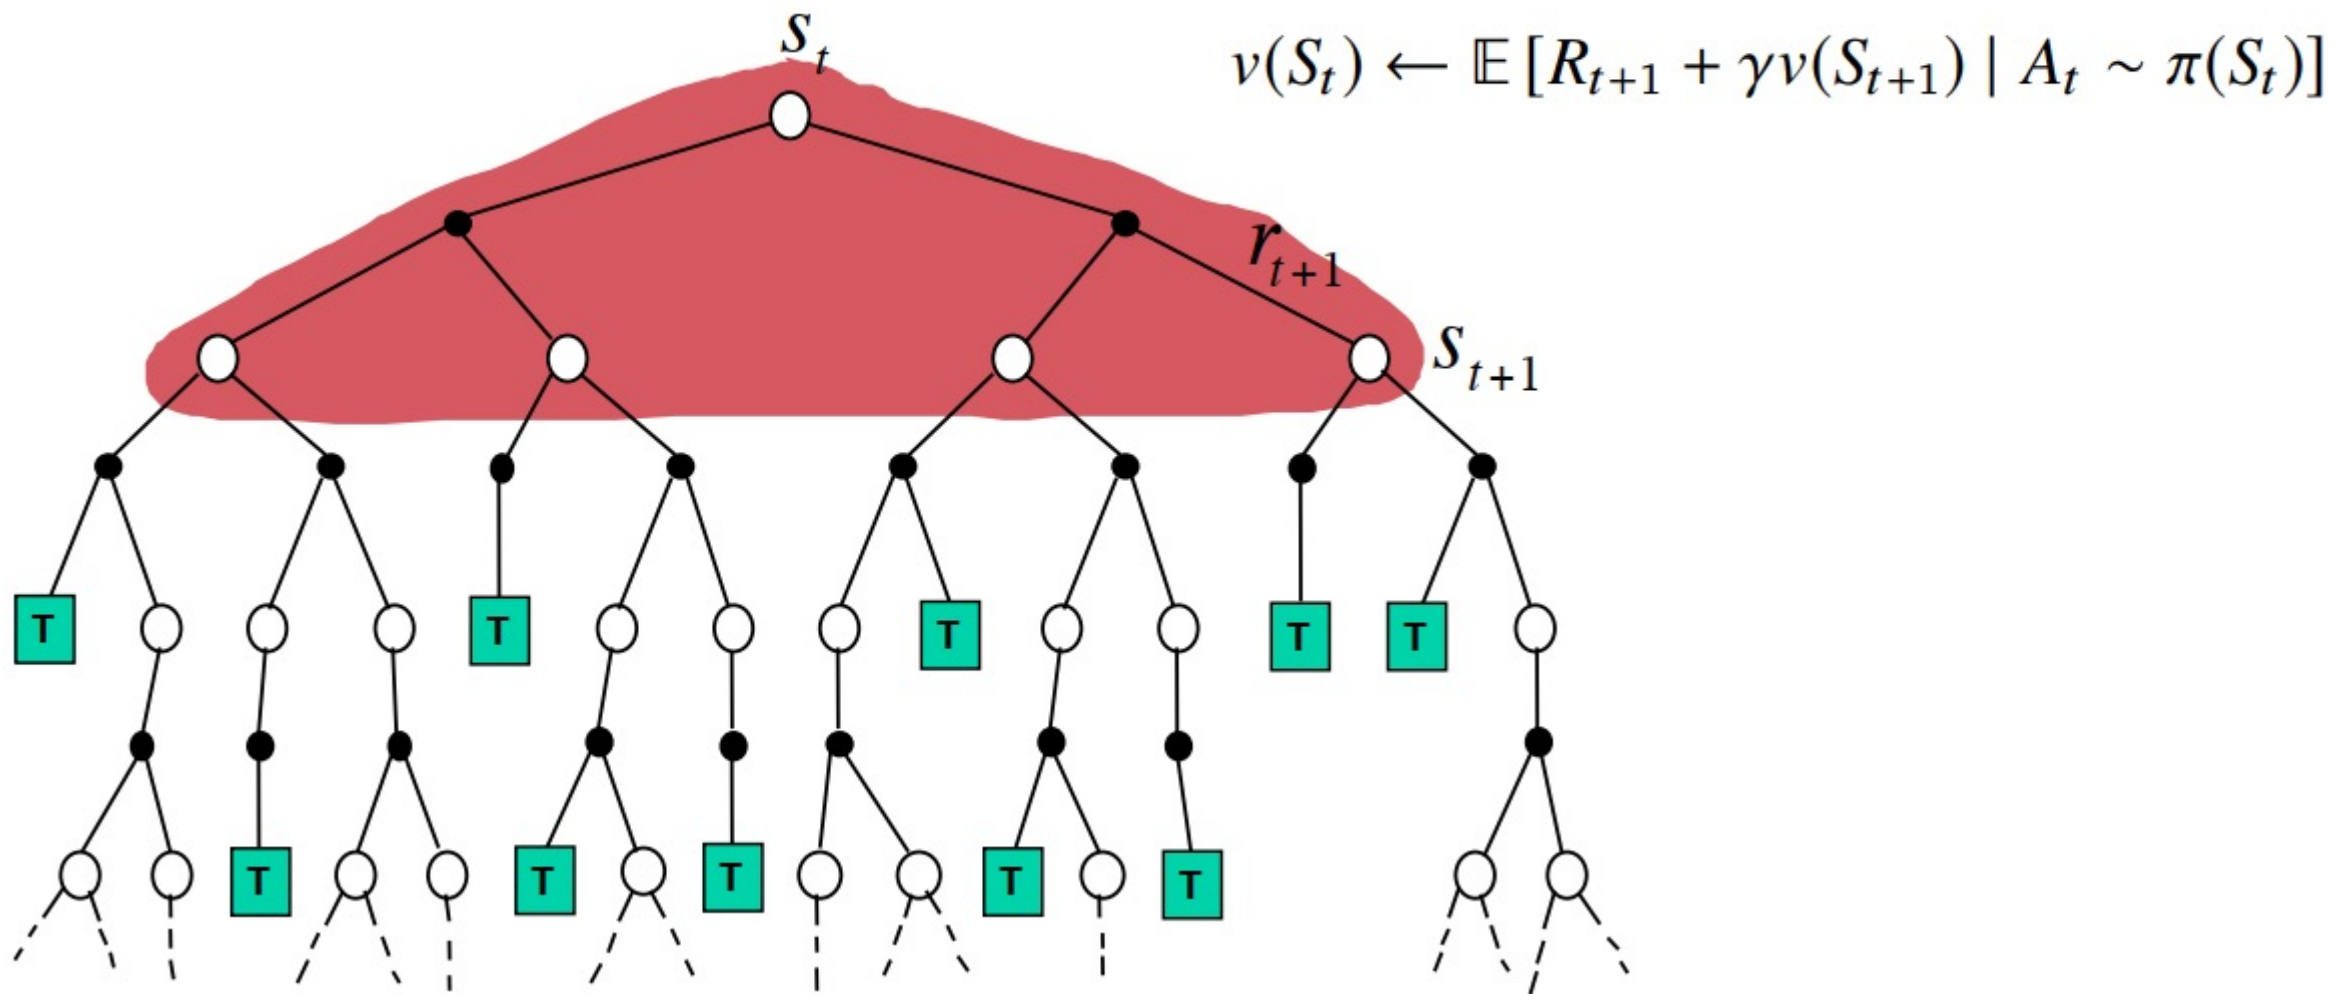 s_t
v(S_t) ← 𝔼 [R_{t+1} + γv(S_{t+1}) | A_t ∼ π(S_t)]
r_{t+1}
s_{t+1}
T T T T T
T T T T T